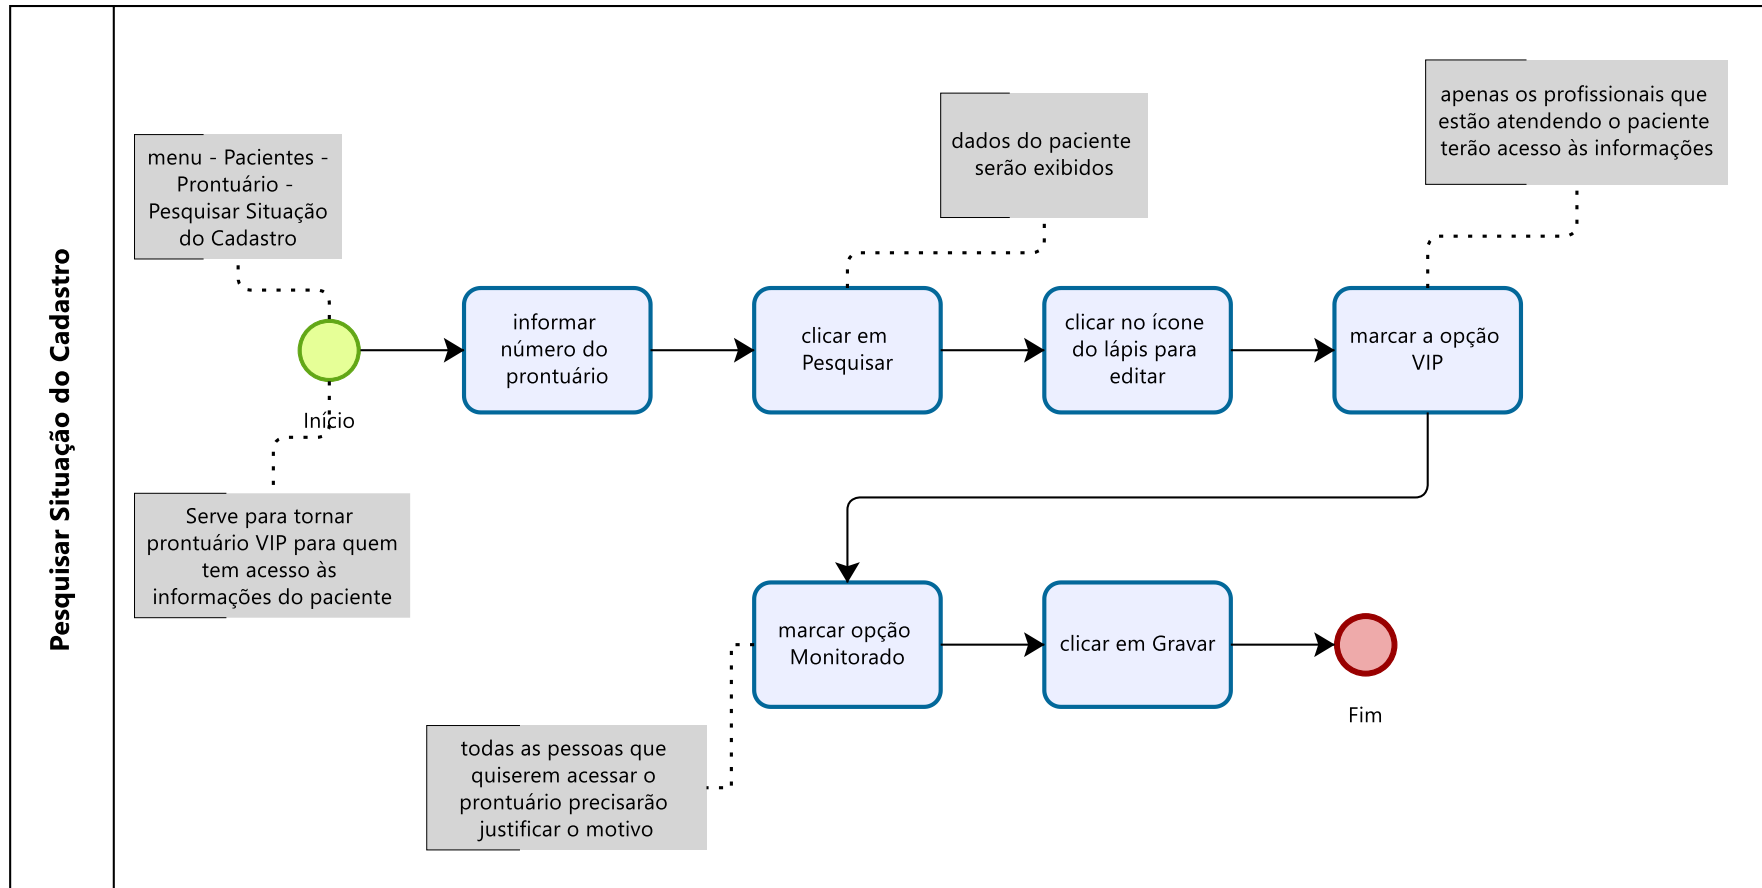 Pesquisar Situação do Cadastro
menu - Pacientes -
Prontuário -
Pesquisar Situação
do Cadastro
Início
Serve para tornar
prontuário VIP para quem
tem acesso às
informações do paciente
informar
número do
prontuário
dados do paciente
serão exibidos
clicar em
Pesquisar
clicar no ícone
do lápis para
editar
apenas os profissionais que
estão atendendo o paciente
terão acesso às informações
marcar a opção
VIP
marcar opção
Monitorado
todas as pessoas que
quiserem acessar o
prontuário precisarão
justificar o motivo
clicar em Gravar
Fim